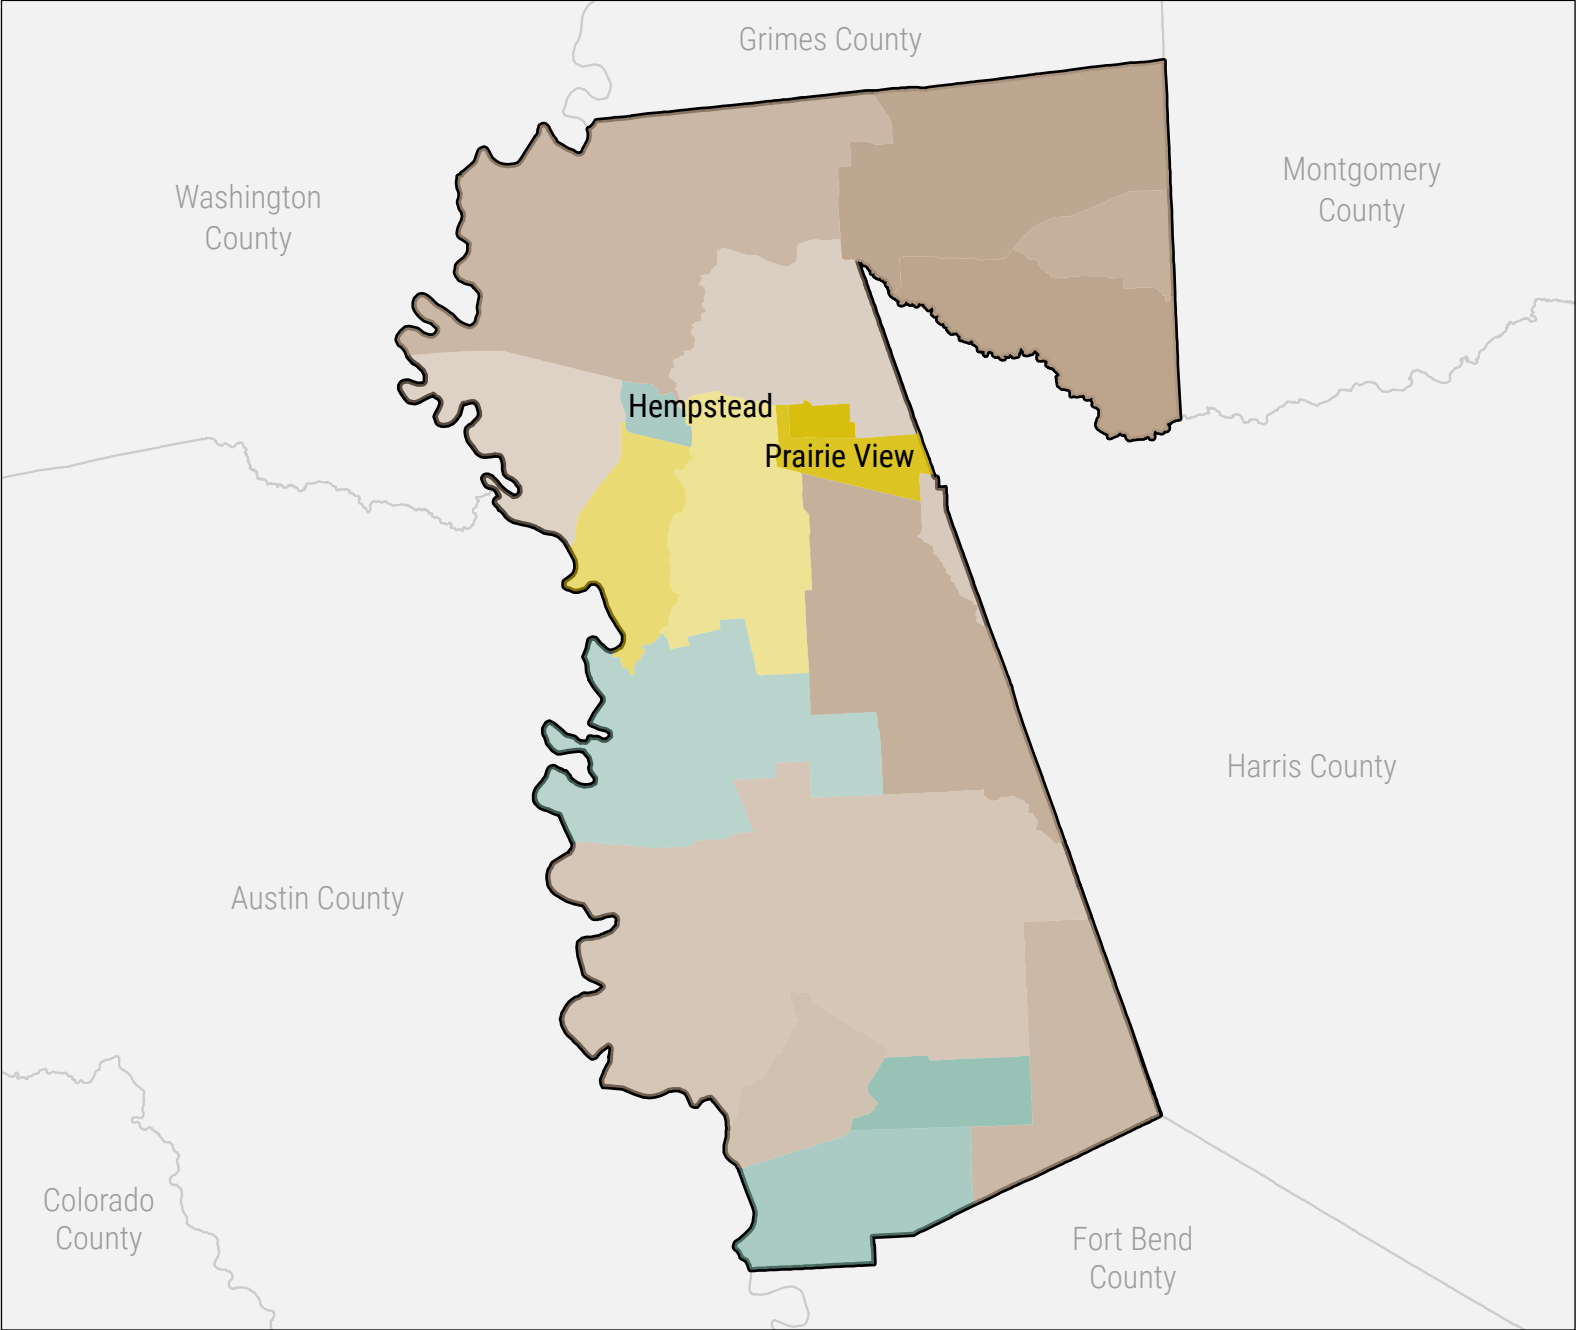 Grimes County
Montgomery
County
Washington
County
Hempstead
Prairie View
Harris County
Austin County
Colorado
County
Fort Bend
County